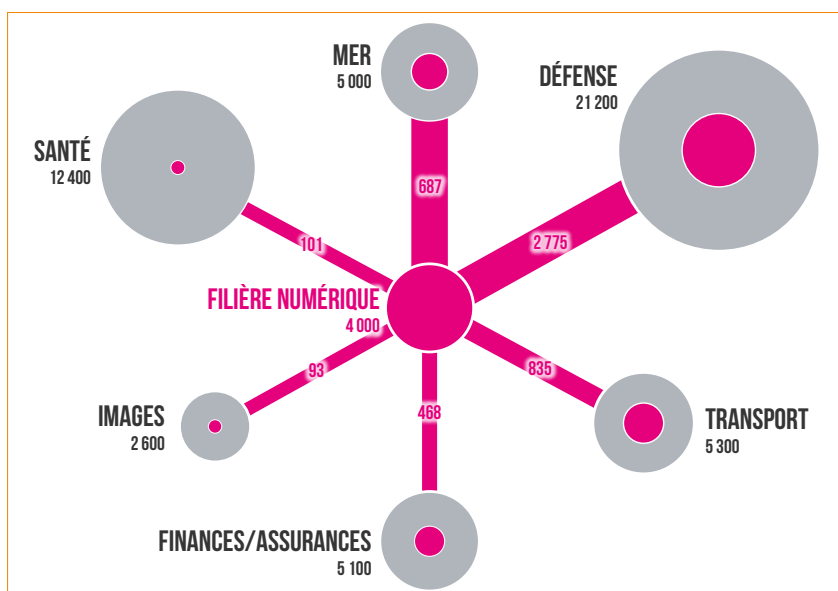 MER
5 000
DÉFENSE
21 200
SANTÉ
12 400
687
2 775
101
FILIÈRE NUMÉRIQUE
4 000
93
835
468
IMAGES
2 600
TRANSPORT
5 300
FINANCES/ASSURANCES
5 100